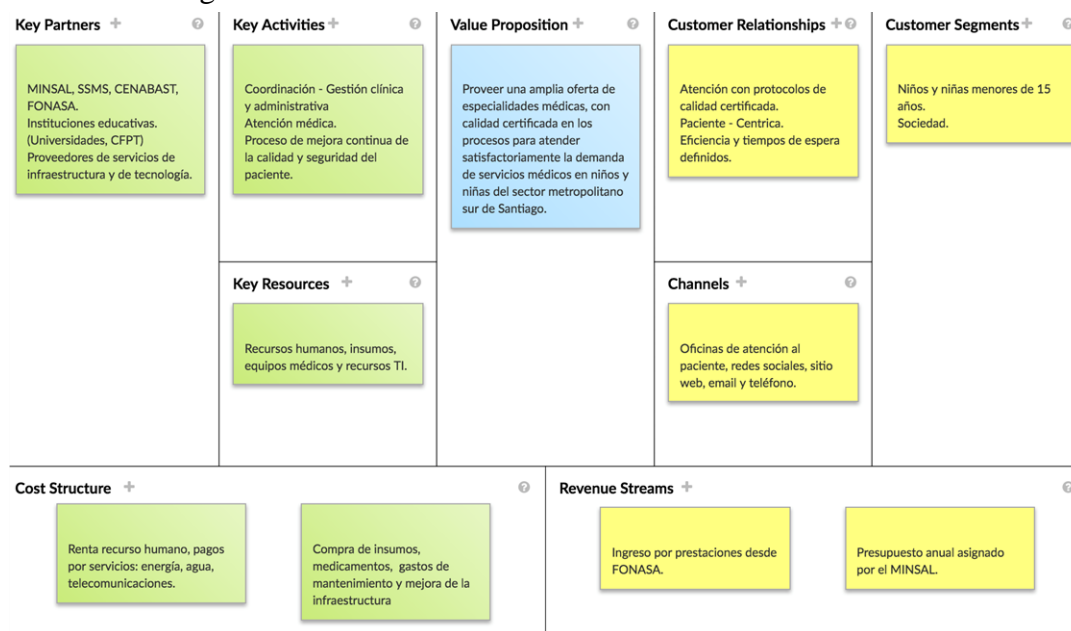 Key Partners +
MINSAL, SSMS, CENABAST,
FONASA.
Instituciones educativas.
(Universidades, CFPT)
Proveedores de servicios de
infraestructura y de tecnología.
Key Activities +
Coordinación - Gestión clínica
y administrativa
Atención médica.
Proceso de mejora continua de
la calidad y seguridad del
paciente.
Key Resources +
Recursos humanos, insumos,
equipos médicos y recursos TI.
Value Proposition +
Proveer una amplia oferta de
especialidades médicas, con
calidad certificada en los
procesos para atender
satisfactoriamente la demanda
de servicios médicos en niños y
niñas del sector metropolitano
sur de Santiago.
Customer Relationships +
Atención con protocolos de
calidad certificada.
Paciente - Centrica.
Eficiencia y tiempos de espera
definidos.
Channels +
Oficinas de atención al
paciente, redes sociales, sitio
web, email y teléfono.
Customer Segments +
Niños y niñas menores de 15
años.
Sociedad.
Cost Structure +
Renta recurso humano, pagos
por servicios: energía, agua,
telecomunicaciones.
Compra de insumos,
medicamentos, gastos de
mantenimiento y mejora de la
infraestructura
Revenue Streams +
Ingreso por prestaciones desde
FONASA.
Presupuesto anual asignado
por el MINSAL.